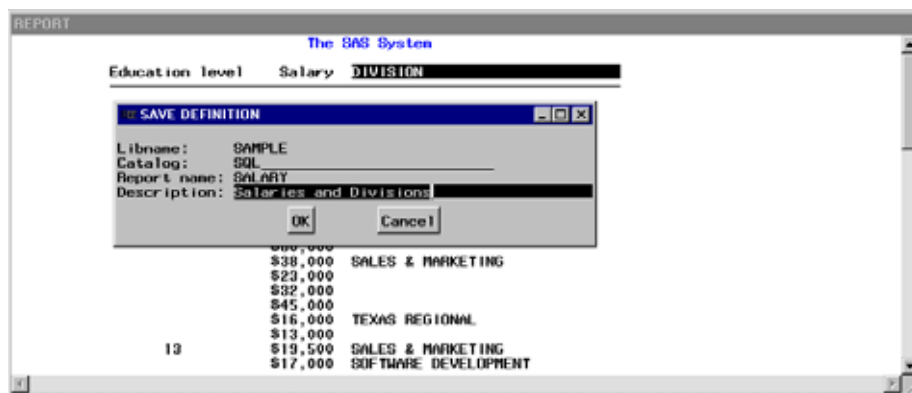 REPORT
The SAS System
Education level Salary DIVISION
SAVE DEFINITION
Libname: SAMPLE
Catalog: SQL
Report name: SALARY
Description: Salaries and Divisions
OK Cancel
$38,000 SALES & MARKETING
$23,000
$32,000
$45,000
$16,000 TEXAS REGIONAL
$13,000
13 $19,500 SALES & MARKETING
$17,000 SOFTWARE DEVELOPMENT